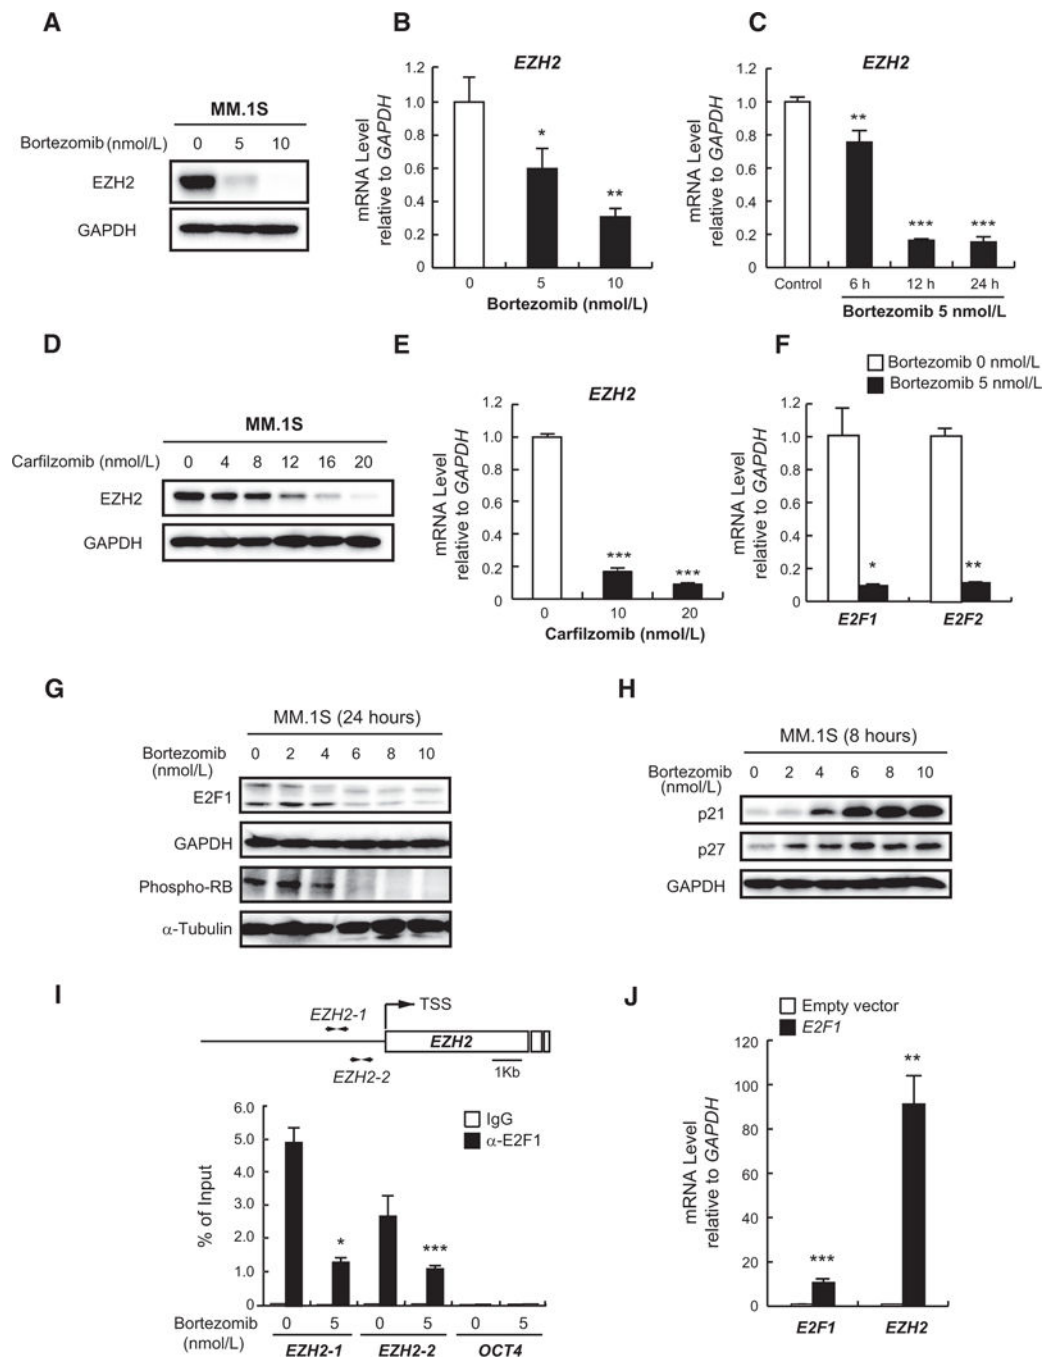 A
MM.1S
Bortezomib (nmol/L) 0 5 10
EZH2
GAPDH
B
EZH2
mRNA Level
relative to GAPDH
1.2
1.0
0.8
0.6
0.4
0.2
0
*
**
0 5 10
Bortezomib (nmol/L)
C
EZH2
mRNA Level
relative to GAPDH
1.2
1.0
0.8
0.6
0.4
0.2
0
**
***
***
Control 6 h 12 h 24 h
Bortezomib 5 nmol/L
D
MM.1S
Carfilzomib (nmol/L) 0 4 8 12 16 20
EZH2
GAPDH
E
EZH2
mRNA Level
relative to GAPDH
1.2
1.0
0.8
0.6
0.4
0.2
0
***
***
0 10 20
Carfilzomib (nmol/L)
F
Bortezomib 0 nmol/L
Bortezomib 5 nmol/L
mRNA Level
relative to GAPDH
1.2
1.0
0.8
0.6
0.4
0.2
0
*
**
E2F1 E2F2
G
MM.1S (24 hours)
Bortezomib 0 2 4 6 8 10
(nmol/L)
E2F1
GAPDH
Phospho-RB
α-Tubulin
H
MM.1S (8 hours)
Bortezomib 0 2 4 6 8 10
(nmol/L)
p21
p27
GAPDH
I
TSS
EZH2-1
EZH2
EZH2-2
1Kb
IgG
α-E2F1
% of Input
6.0
5.0
4.0
3.0
2.0
1.0
0
*
***
Bortezomib 0 5 0 5 0 5
(nmol/L)
EZH2-1 EZH2-2 OCT4
J
Empty vector
E2F1
mRNA Level
relative to GAPDH
120
100
80
60
40
20
0
***
**
E2F1 EZH2